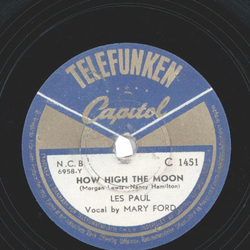 TELEFUNKEN
Capitol
N.C.B.
6958-Y
C 1451
HOW HIGH THE MOON
(Morgan Lewis - Nancy Hamilton)
LES PAUL
Vocal by MARY FORD